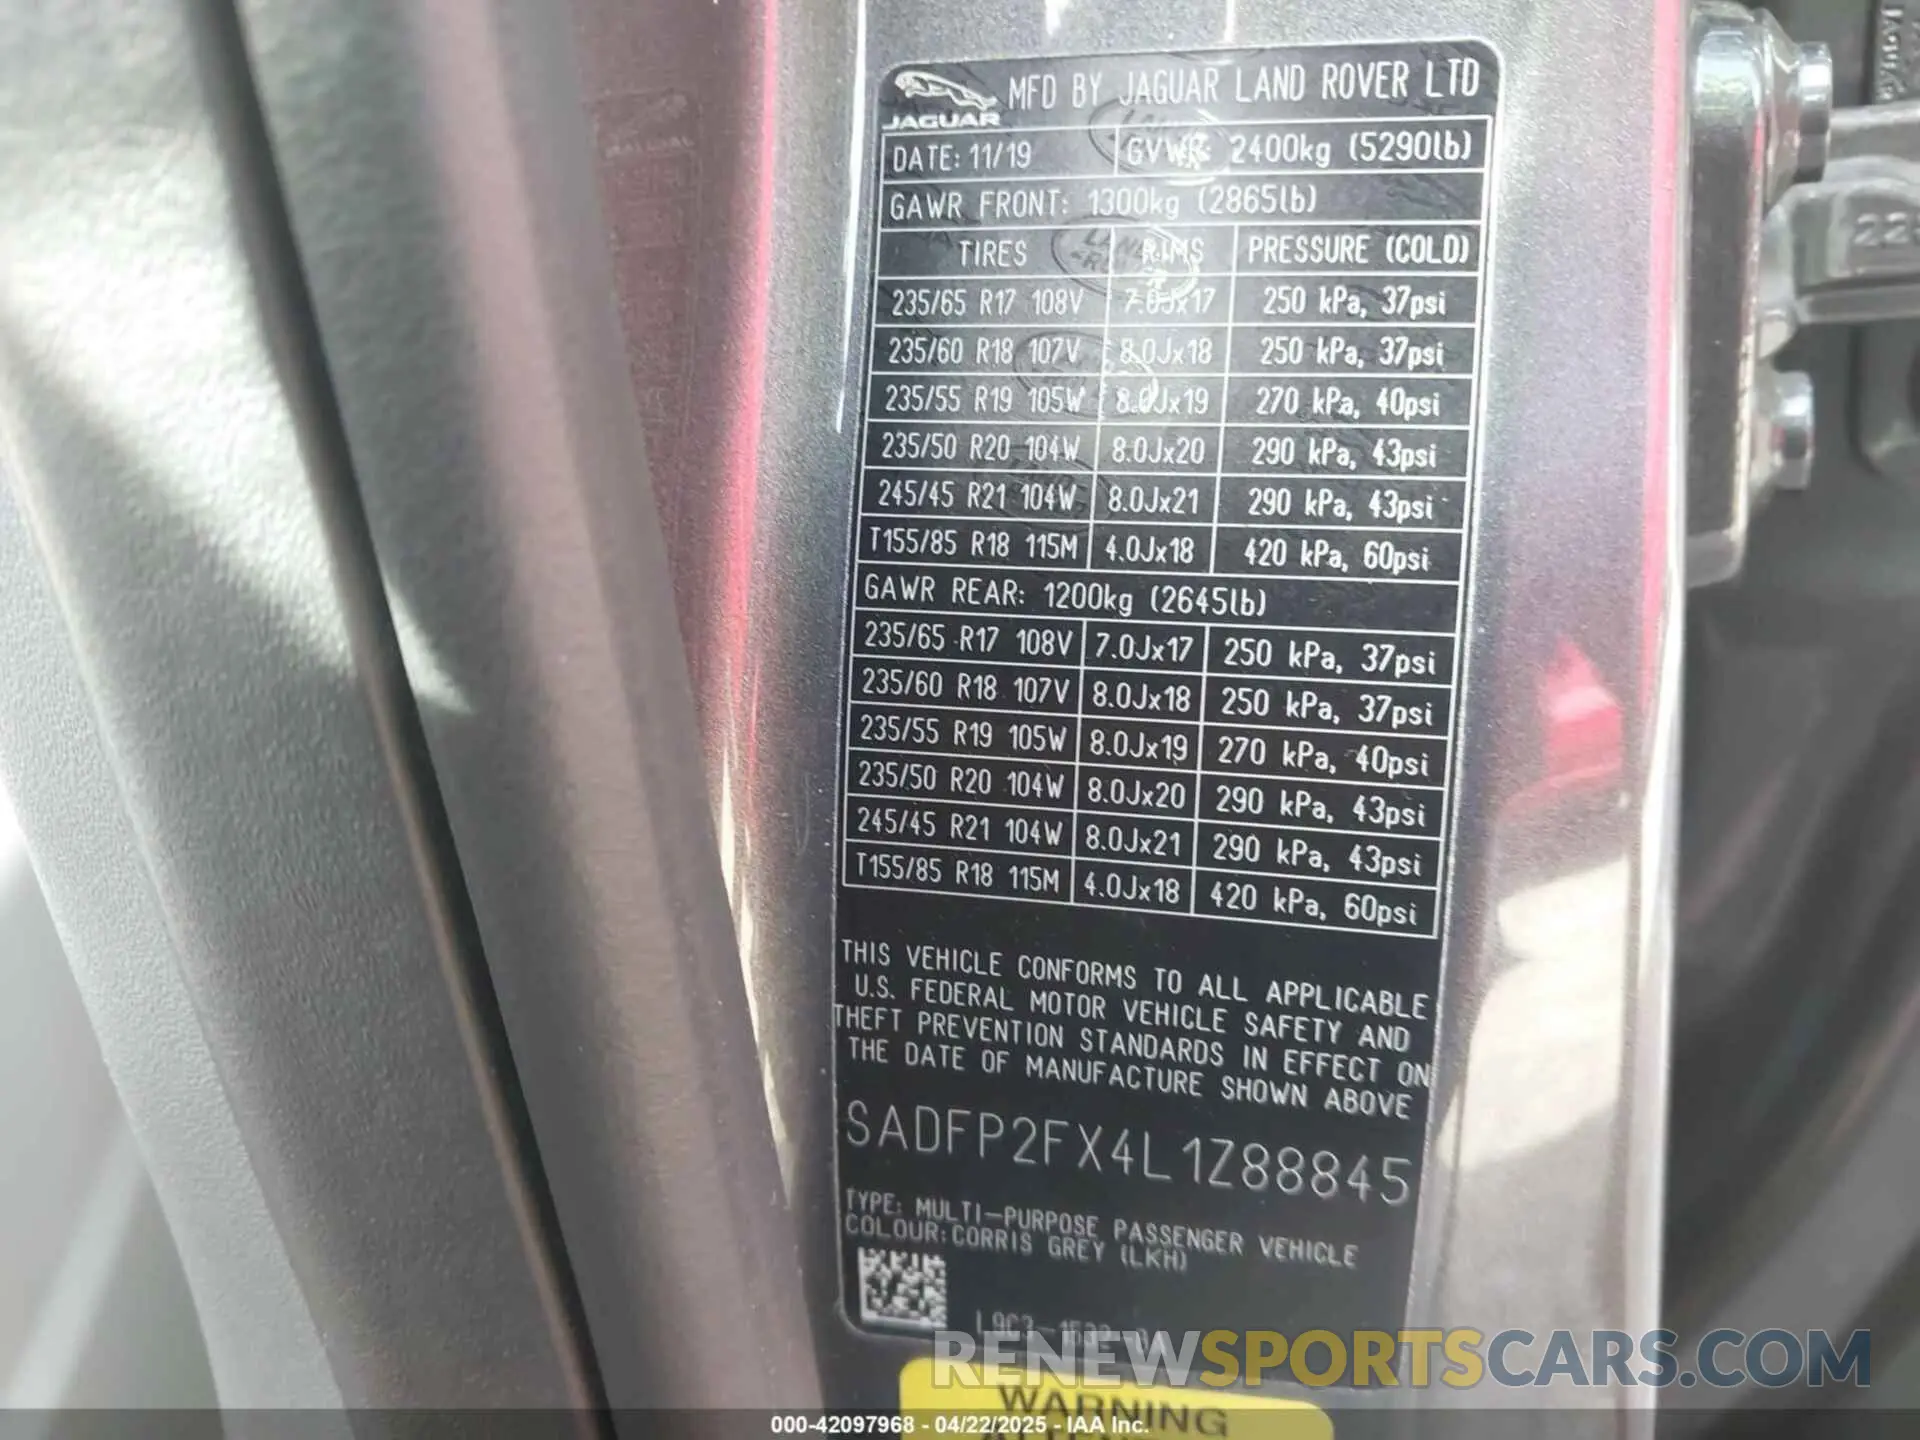 JAGUAR MFD BY JAGUAR LAND ROVER LTD
DATE: 11/19 GVWR: 2400kg (5290lb)
GAWR FRONT: 1300kg (2865lb)
TIRES RIMS PRESSURE (COLD)
235/65 R17 108V 7.0Jx17 250 kPa, 37psi
235/60 R18 107V 8.0Jx18 250 kPa, 37psi
235/55 R19 105W 8.0Jx19 270 kPa, 40psi
235/50 R20 104W 8.0Jx20 290 kPa, 43psi
245/45 R21 104W 8.0Jx21 290 kPa, 43psi
T155/85 R18 115M 4.0Jx18 420 kPa, 60psi
GAWR REAR: 1200kg (2645lb)
235/65 R17 108V 7.0Jx17 250 kPa, 37psi
235/60 R18 107V 8.0Jx18 250 kPa, 37psi
235/55 R19 105W 8.0Jx19 270 kPa, 40psi
235/50 R20 104W 8.0Jx20 290 kPa, 43psi
245/45 R21 104W 8.0Jx21 290 kPa, 43psi
T155/85 R18 115M 4.0Jx18 420 kPa, 60psi
THIS VEHICLE CONFORMS TO ALL APPLICABLE
U.S. FEDERAL MOTOR VEHICLE SAFETY AND
THEFT PREVENTION STANDARDS IN EFFECT ON
THE DATE OF MANUFACTURE SHOWN ABOVE
SADFP2FX4L1Z88845
TYPE: MULTI-PURPOSE PASSENGER VEHICLE
COLOUR: CORRIS GREY (LKH)
RENEWSPORTSCARS.COM
WARNING
000-42097968 - 04/22/2025 - IAA Inc.